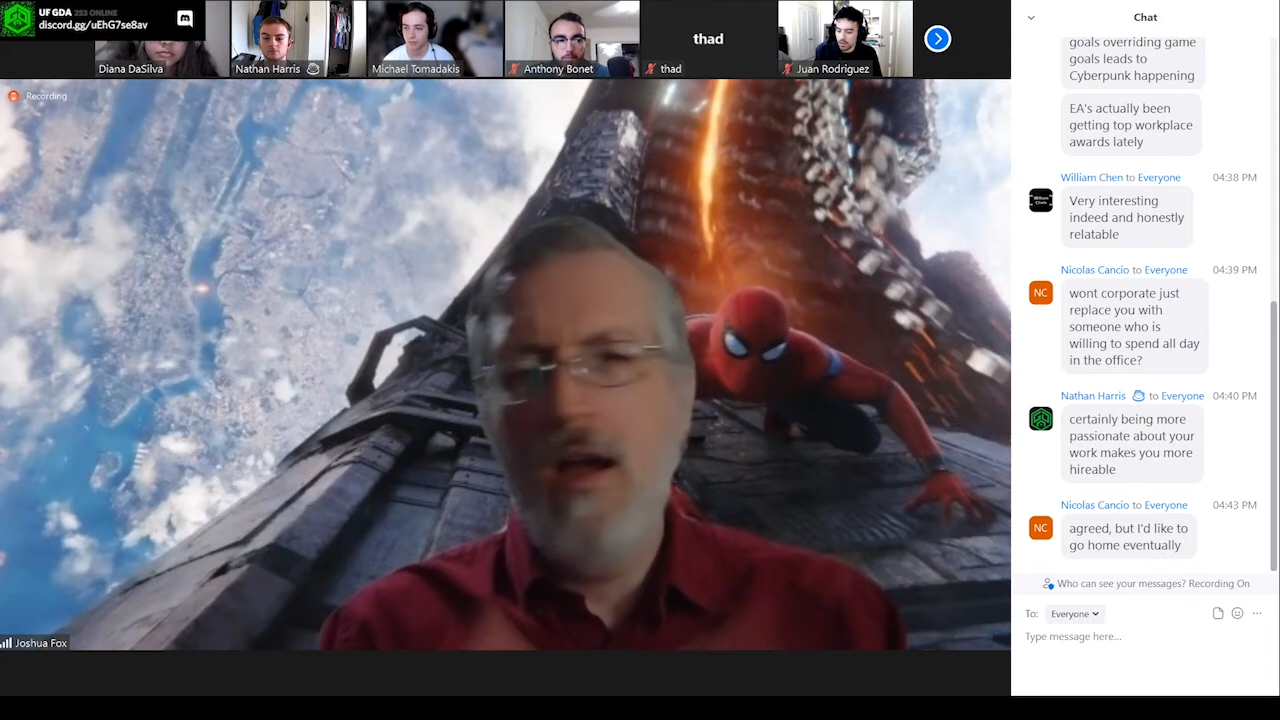 UF GDA 253 ONLINE
discord.gg/uEhG7se8av
Diana DaSilva
Nathan Harris
Michael Tomadakis
Anthony Bonet
thad
thad
Juan Rodriguez
Recording
Joshua Fox
Chat
goals overriding game
goals leads to
Cyberpunk happening
EA's actually been
getting top workplace
awards lately
William Chen to Everyone 04:38 PM
Very interesting
indeed and honestly
relatable
Nicolas Cancio to Everyone 04:39 PM
NC
wont corporate just
replace you with
someone who is
willing to spend all day
in the office?
Nathan Harris to Everyone 04:40 PM
certainly being more
passionate about your
work makes you more
hireable
Nicolas Cancio to Everyone 04:43 PM
NC
agreed, but I'd like to
go home eventually
Who can see your messages? Recording On
To: Everyone
Type message here...